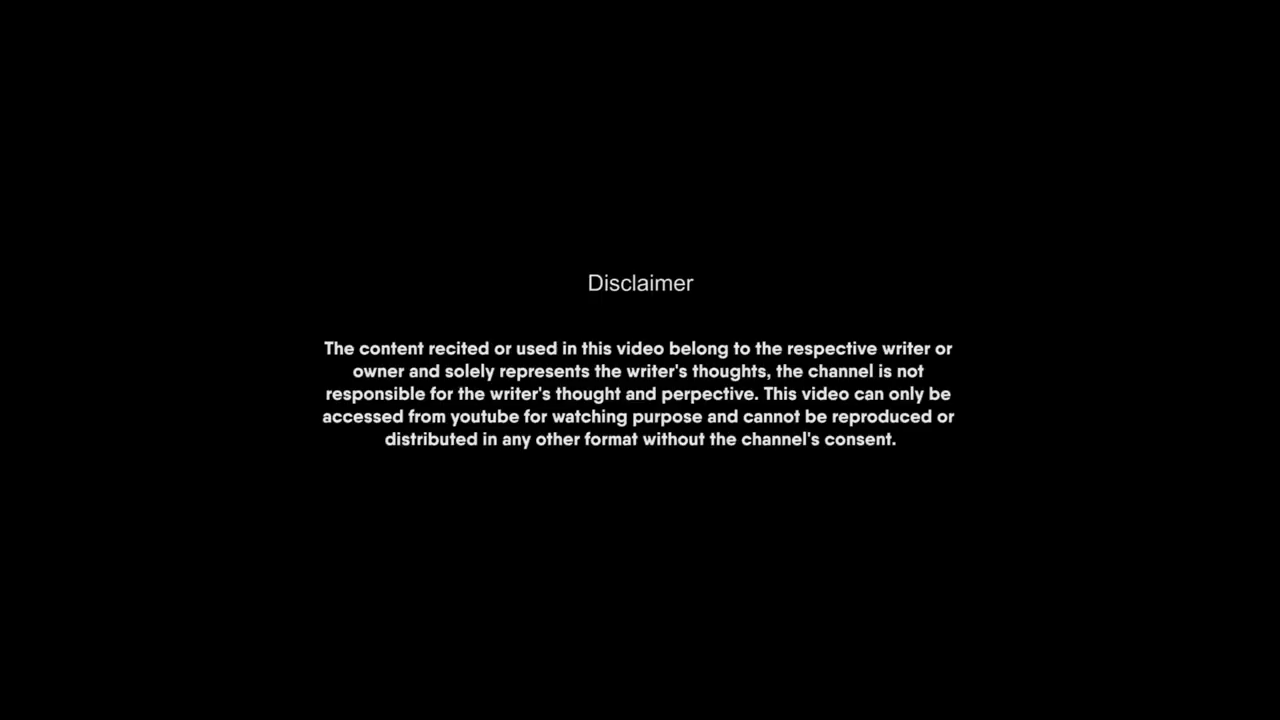 Disclaimer
The content recited or used in this video belong to the respective writer or
owner and solely represents the writer's thoughts, the channel is not
responsible for the writer's thought and perpective. This video can only be
accessed from youtube for watching purpose and cannot be reproduced or
distributed in any other format without the channel's consent.